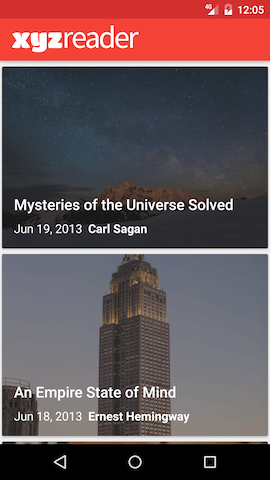 4G 12:05
xyzreader
Mysteries of the Universe Solved
Jun 19, 2013 Carl Sagan
An Empire State of Mind
Jun 18, 2013 Ernest Hemingway